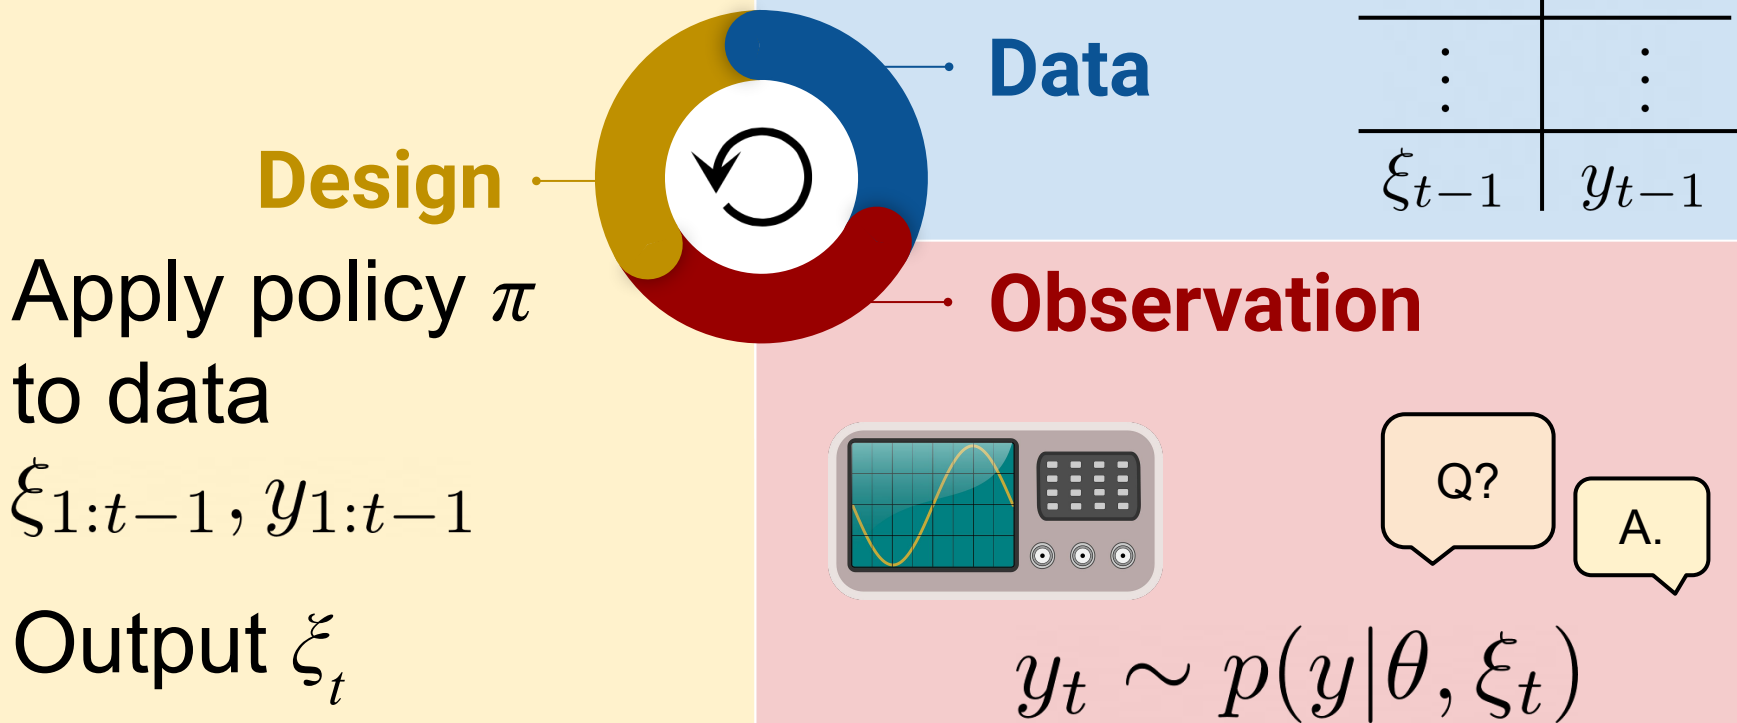 Design
Apply policy π
to data
ξ_{1:t−1}, y_{1:t−1}
Output ξ_t
Data
⋮ ⋮
ξ_{t−1} y_{t−1}
Observation
Q?
A.
y_t ∼ p(y|θ, ξ_t)